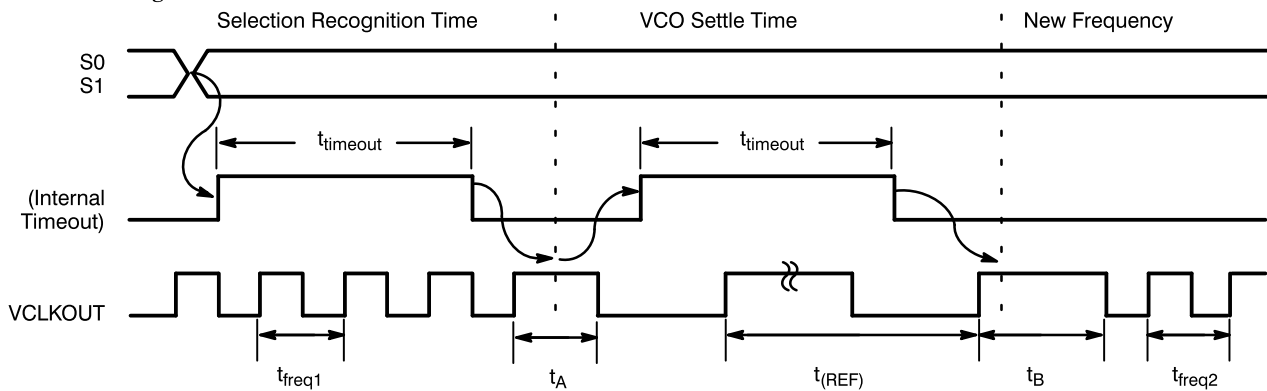 Selection Recognition Time
VCO Settle Time
New Frequency
S0
S1
t_timeout
t_timeout
(Internal
Timeout)
VCLKOUT
t_freq1
t_A
t_(REF)
t_B
t_freq2